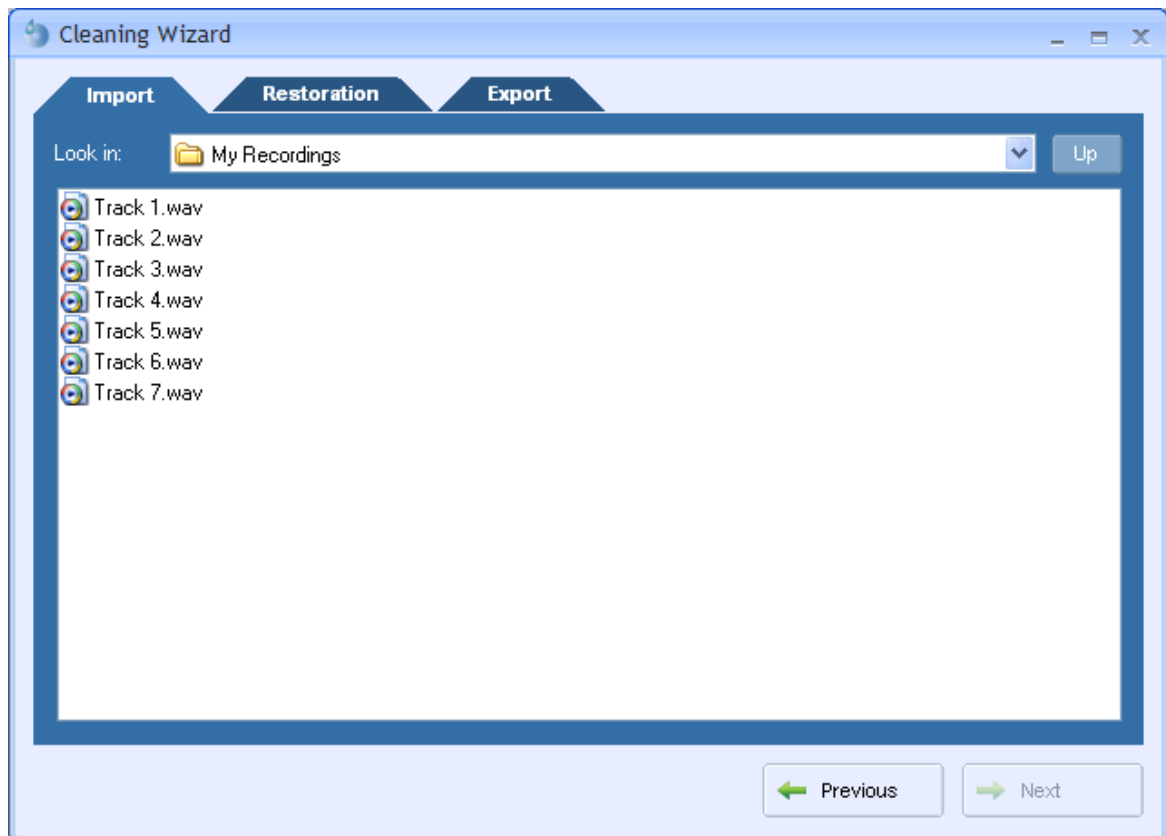 Cleaning Wizard
Import Restoration Export
Look in: My Recordings Up
Track 1.wav
Track 2.wav
Track 3.wav
Track 4.wav
Track 5.wav
Track 6.wav
Track 7.wav
Previous Next